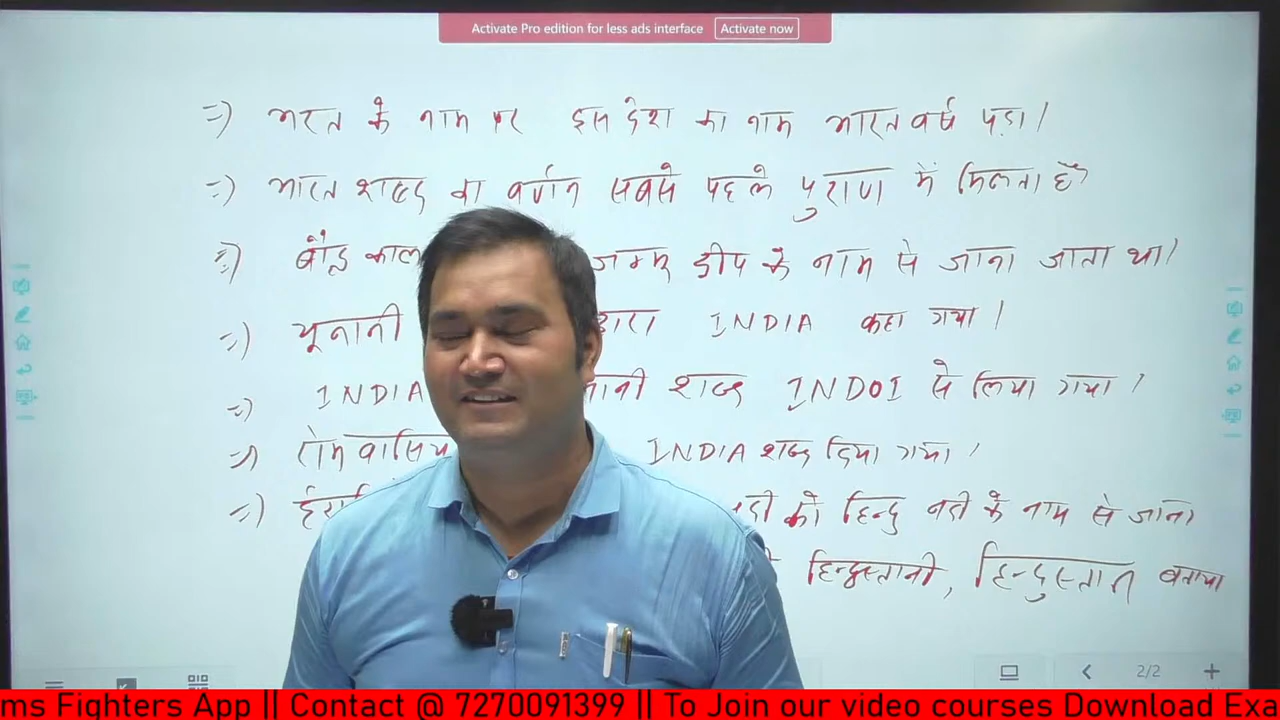 Activate Pro edition for less ads interface Activate now
=) भरत के नाम पर इस देश का नाम भारत वर्ष पड़ा।
=) भारत शब्द का वर्णन सबसे पहले पुराण में मिलता है
=) बौद्ध काल जम्बू द्वीप के नाम से जाना जाता था।
=) यूनानी द्वारा INDIA कहा गया।
=) INDIA शब्द INDOI से लिया गया।
=) रोम वासिय INDIA शब्द दिया गया।
=) को हिन्दु नदी के नाम से जाना
हिन्दुस्तानी, हिन्दुस्तान बताया
2/2
ms Fighters App || Contact @ 7270091399 || To Join our video courses Download Exa